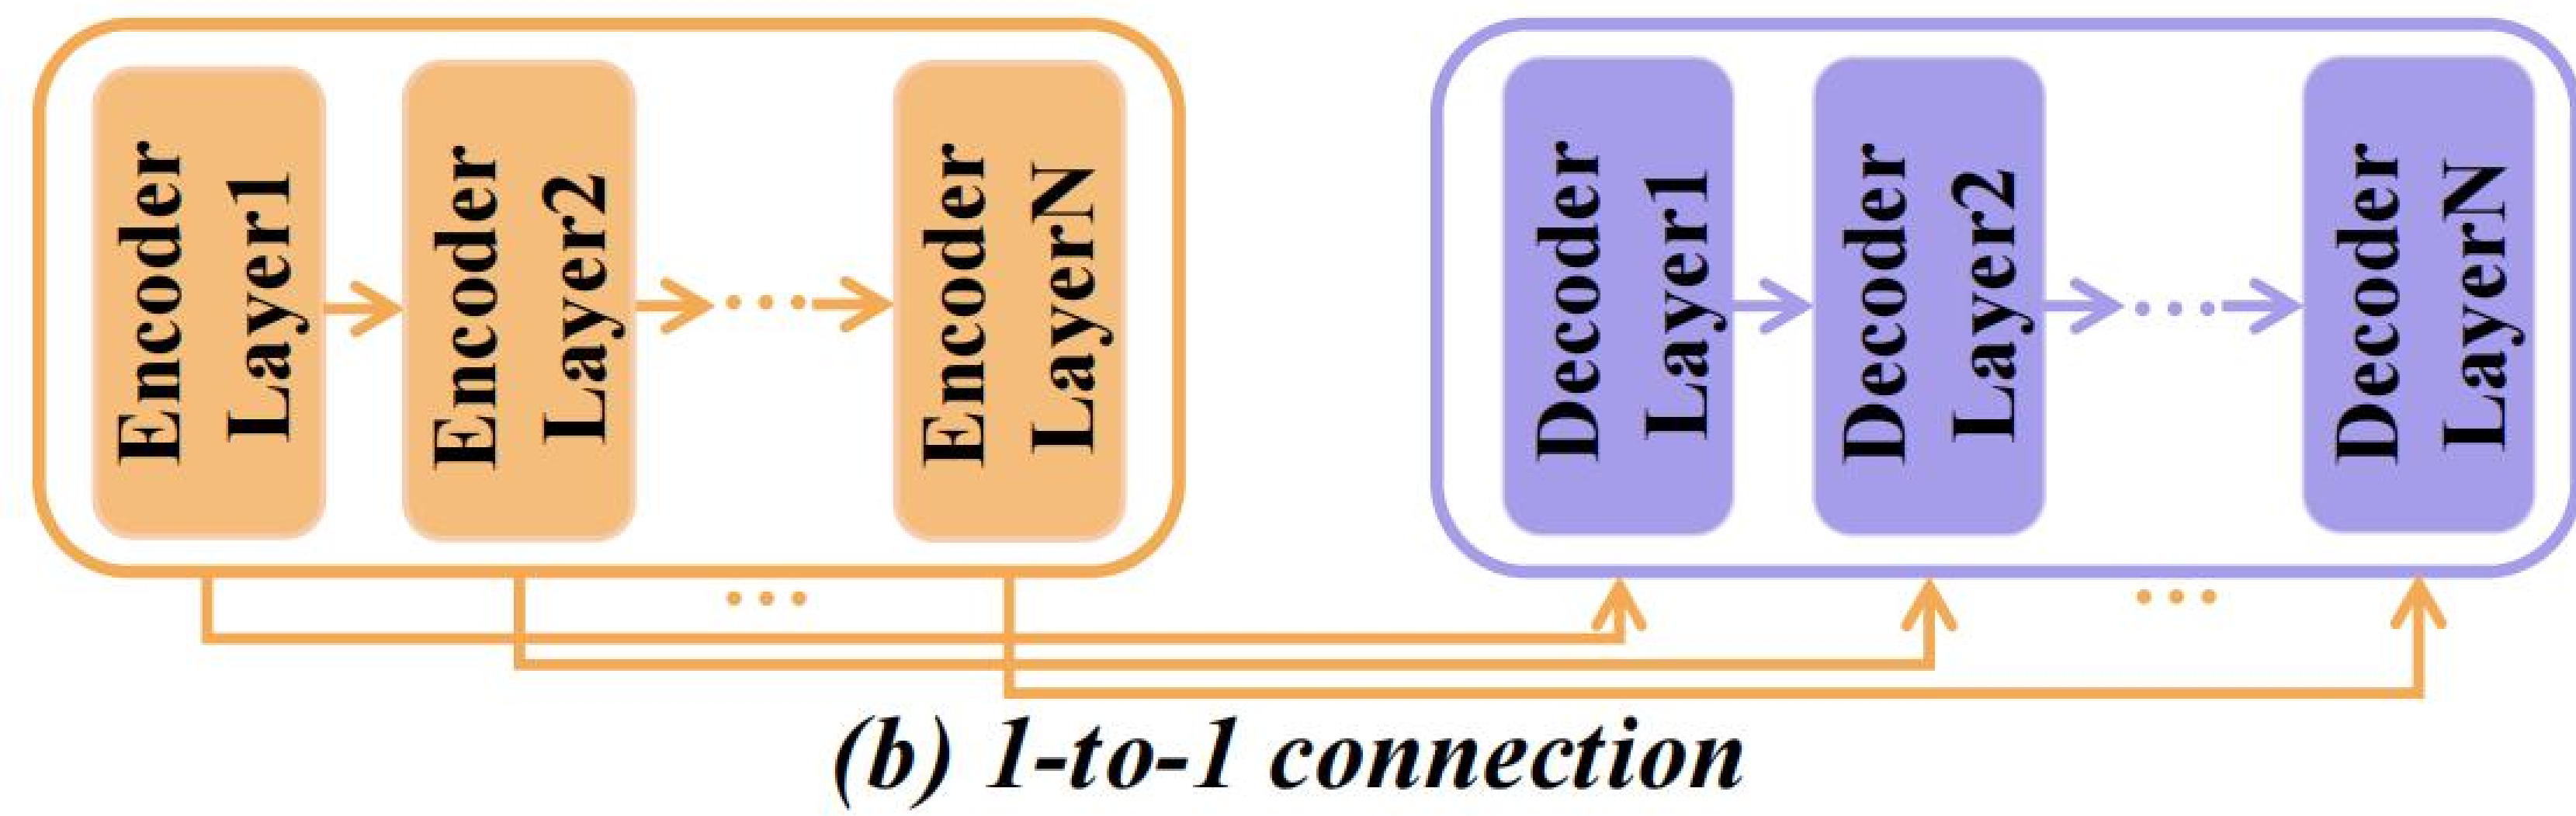 Encoder
Layer1
Encoder
Layer2
...
Encoder
LayerN
Decoder
Layer1
Decoder
Layer2
...
Decoder
LayerN
...
...
(b) 1-to-1 connection